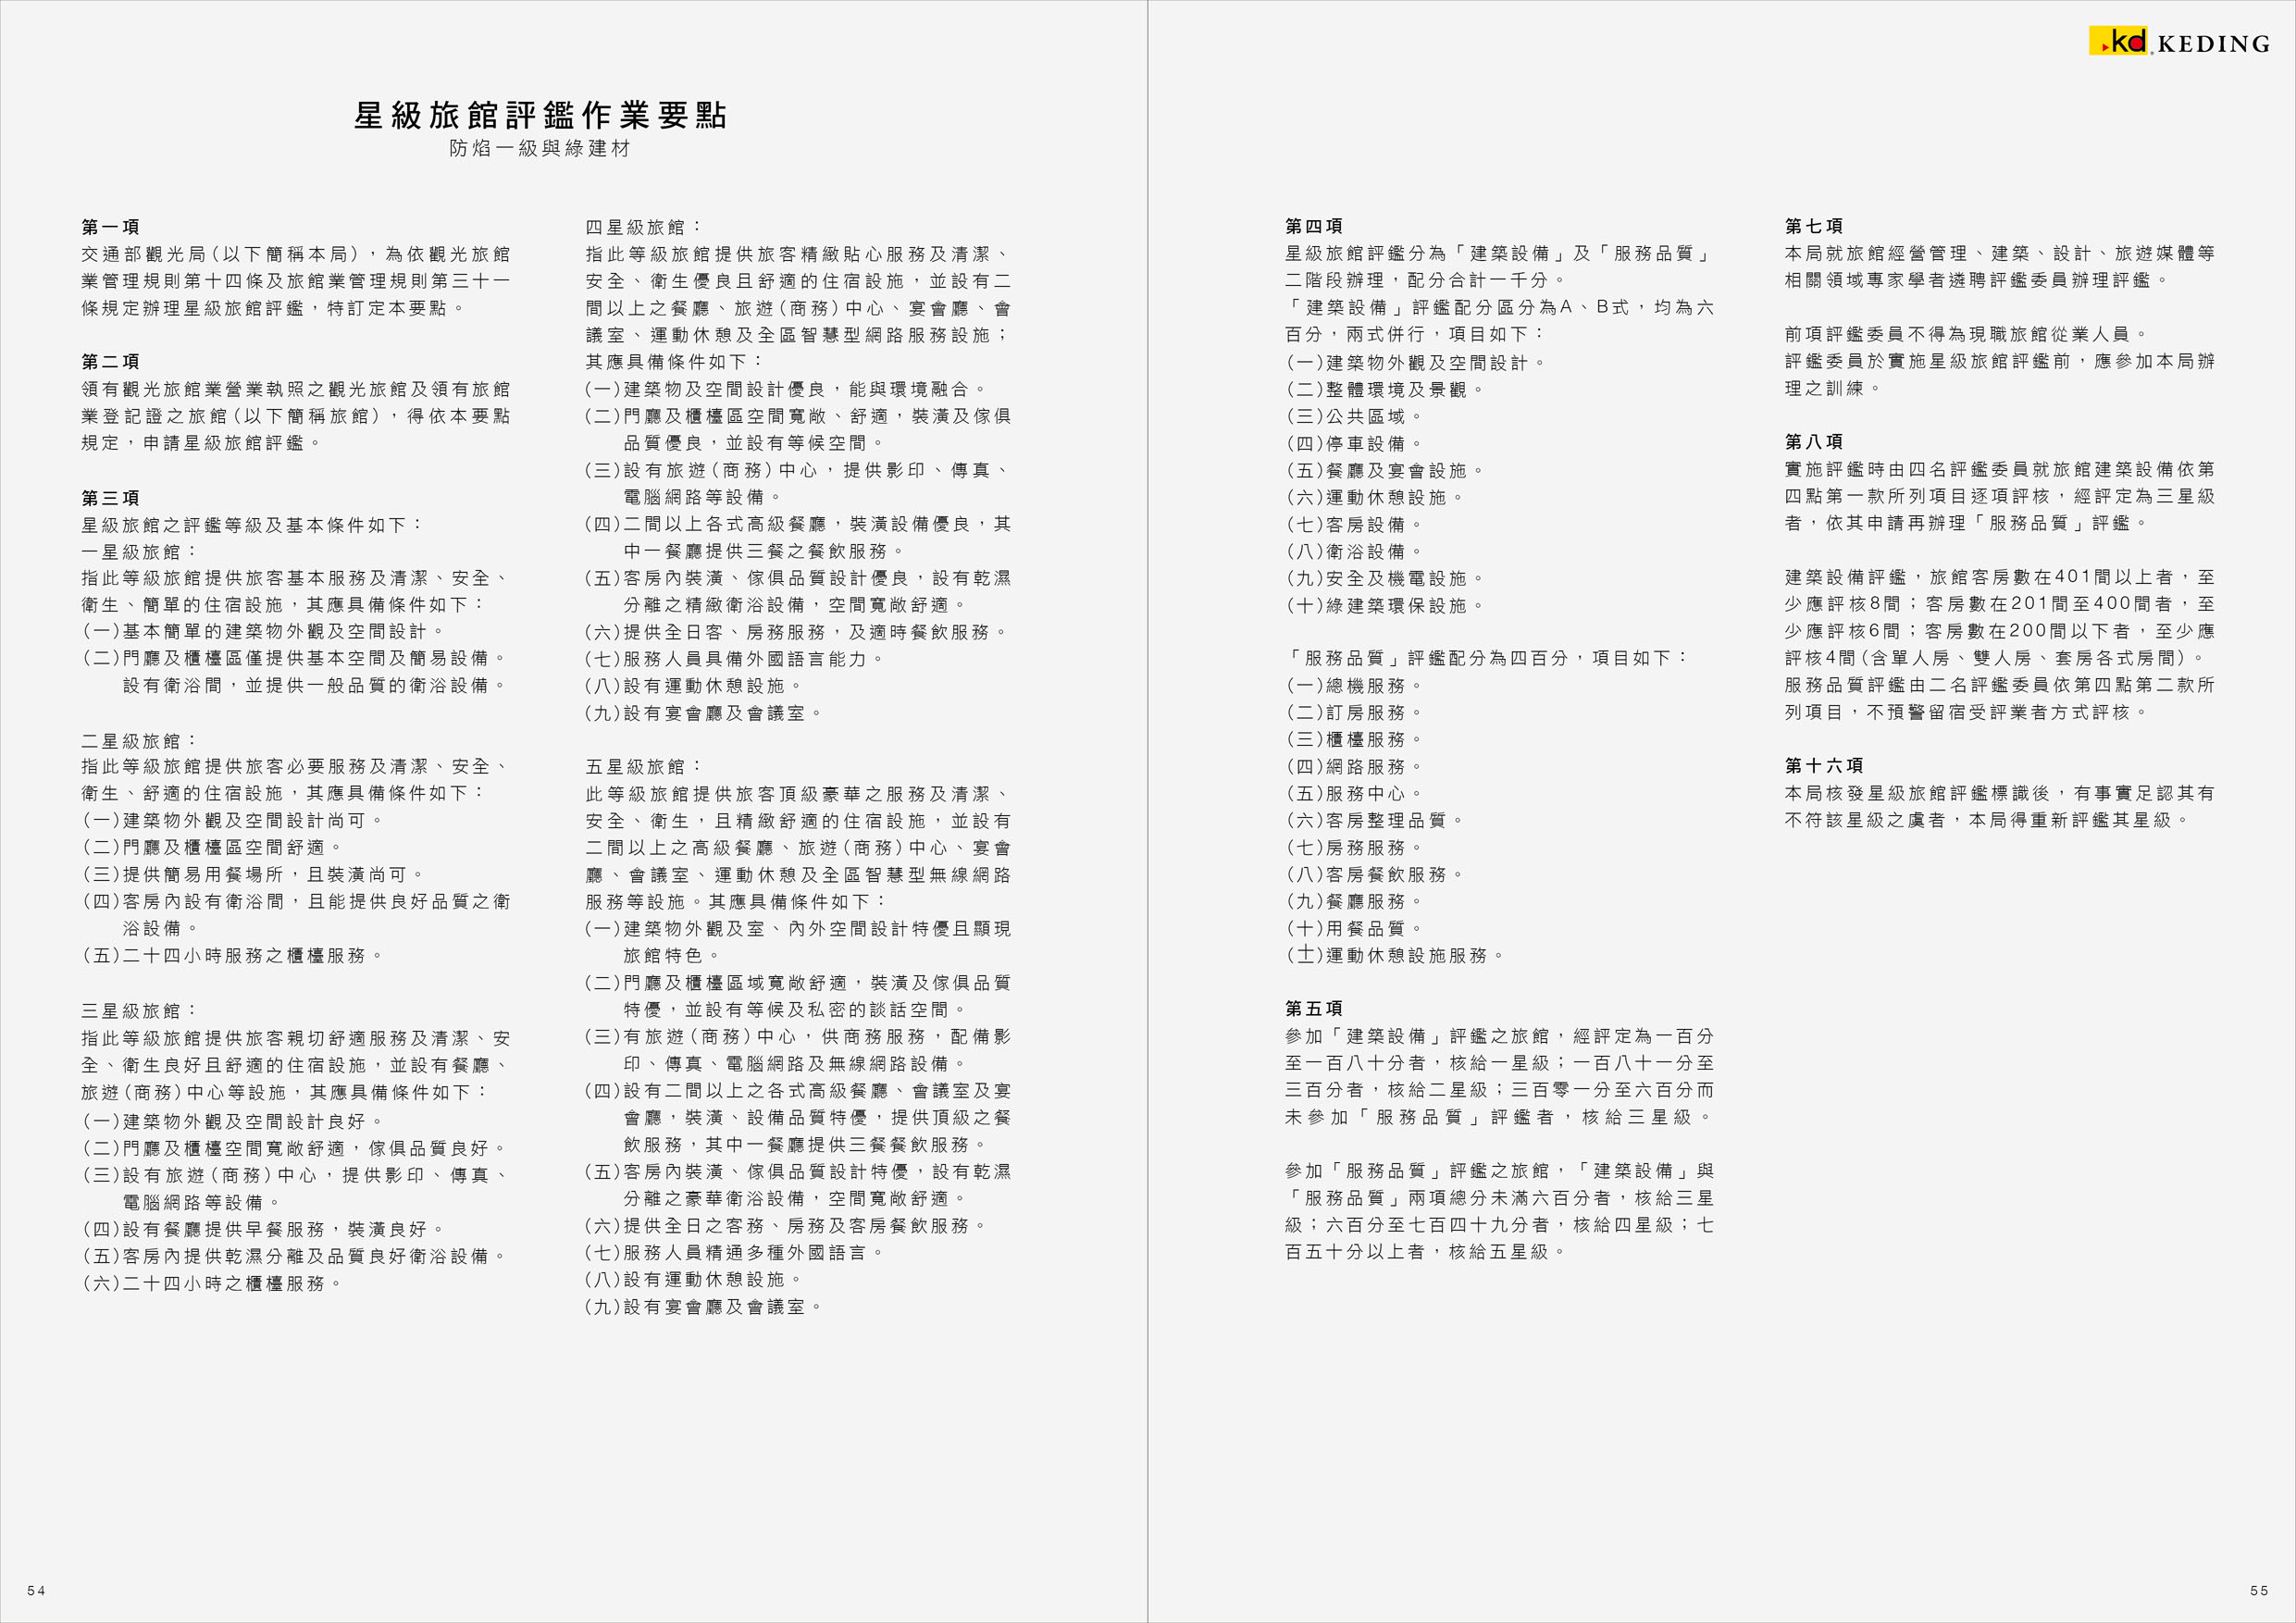 kd KEDING
星級旅館評鑑作業要點
防焰一級與綠建材
第一項
交通部觀光局(以下簡稱本局)，為依觀光旅館
業管理規則第十四條及旅館業管理規則第三十一
條規定辦理星級旅館評鑑，特訂定本要點。
第二項
領有觀光旅館業營業執照之觀光旅館及領有旅館
業登記證之旅館(以下簡稱旅館)，得依本要點
規定，申請星級旅館評鑑。
第三項
星級旅館之評鑑等級及基本條件如下：
一星級旅館：
指此等級旅館提供旅客基本服務及清潔、安全、
衛生、簡單的住宿設施，其應具備條件如下：
(一)基本簡單的建築物外觀及空間設計。
(二)門廳及櫃檯區僅提供基本空間及簡易設備。
設有衛浴間，並提供一般品質的衛浴設備。
二星級旅館：
指此等級旅館提供旅客必要服務及清潔、安全、
衛生、舒適的住宿設施，其應具備條件如下：
(一)建築物外觀及空間設計尚可。
(二)門廳及櫃檯區空間舒適。
(三)提供簡易用餐場所，且裝潢尚可。
(四)客房內設有衛浴間，且能提供良好品質之衛
浴設備。
(五)二十四小時服務之櫃檯服務。
三星級旅館：
指此等級旅館提供旅客親切舒適服務及清潔、安
全、衛生良好且舒適的住宿設施，並設有餐廳、
旅遊(商務)中心等設施，其應具備條件如下：
(一)建築物外觀及空間設計良好。
(二)門廳及櫃檯空間寬敞舒適，傢俱品質良好。
(三)設有旅遊(商務)中心，提供影印、傳真、
電腦網路等設備。
(四)設有餐廳提供早餐服務，裝潢良好。
(五)客房內提供乾濕分離及品質良好衛浴設備。
(六)二十四小時之櫃檯服務。
四星級旅館：
指此等級旅館提供旅客精緻貼心服務及清潔、
安全、衛生優良且舒適的住宿設施，並設有二
間以上之餐廳、旅遊(商務)中心、宴會廳、會
議室、運動休憩及全區智慧型網路服務設施；
其應具備條件如下：
(一)建築物及空間設計優良，能與環境融合。
(二)門廳及櫃檯區空間寬敞、舒適，裝潢及傢俱
品質優良，並設有等候空間。
(三)設有旅遊(商務)中心，提供影印、傳真、
電腦網路等設備。
(四)二間以上各式高級餐廳，裝潢設備優良，其
中一餐廳提供三餐之餐飲服務。
(五)客房內裝潢、傢俱品質設計優良，設有乾濕
分離之精緻衛浴設備，空間寬敞舒適。
(六)提供全日客、房務服務，及適時餐飲服務。
(七)服務人員具備外國語言能力。
(八)設有運動休憩設施。
(九)設有宴會廳及會議室。
五星級旅館：
此等級旅館提供旅客頂級豪華之服務及清潔、
安全、衛生，且精緻舒適的住宿設施，並設有
二間以上之高級餐廳、旅遊(商務)中心、宴會
廳、會議室、運動休憩及全區智慧型無線網路
服務等設施。其應具備條件如下：
(一)建築物外觀及室、內外空間設計特優且顯現
旅館特色。
(二)門廳及櫃檯區域寬敞舒適，裝潢及傢俱品質
特優，並設有等候及私密的談話空間。
(三)有旅遊(商務)中心，供商務服務，配備影
印、傳真、電腦網路及無線網路設備。
(四)設有二間以上之各式高級餐廳、會議室及宴
會廳，裝潢、設備品質特優，提供頂級之餐
飲服務，其中一餐廳提供三餐餐飲服務。
(五)客房內裝潢、傢俱品質設計特優，設有乾濕
分離之豪華衛浴設備，空間寬敞舒適。
(六)提供全日之客務、房務及客房餐飲服務。
(七)服務人員精通多種外國語言。
(八)設有運動休憩設施。
(九)設有宴會廳及會議室。
第四項
星級旅館評鑑分為「建築設備」及「服務品質」
二階段辦理，配分合計一千分。
「建築設備」評鑑配分區分為A、B式，均為六
百分，兩式併行，項目如下：
(一)建築物外觀及空間設計。
(二)整體環境及景觀。
(三)公共區域。
(四)停車設備。
(五)餐廳及宴會設施。
(六)運動休憩設施。
(七)客房設備。
(八)衛浴設備。
(九)安全及機電設施。
(十)綠建築環保設施。
「服務品質」評鑑配分為四百分，項目如下：
(一)總機服務。
(二)訂房服務。
(三)櫃檯服務。
(四)網路服務。
(五)服務中心。
(六)客房整理品質。
(七)房務服務。
(八)客房餐飲服務。
(九)餐廳服務。
(十)用餐品質。
(十一)運動休憩設施服務。
第五項
參加「建築設備」評鑑之旅館，經評定為一百分
至一百八十分者，核給一星級；一百八十一分至
三百分者，核給二星級；三百零一分至六百分而
未參加「服務品質」評鑑者，核給三星級。
參加「服務品質」評鑑之旅館，「建築設備」與
「服務品質」兩項總分未滿六百分者，核給三星
級；六百分至七百四十九分者，核給四星級；七
百五十分以上者，核給五星級。
第七項
本局就旅館經營管理、建築、設計、旅遊媒體等
相關領域專家學者遴聘評鑑委員辦理評鑑。
前項評鑑委員不得為現職旅館從業人員。
評鑑委員於實施星級旅館評鑑前，應參加本局辦
理之訓練。
第八項
實施評鑑時由四名評鑑委員就旅館建築設備依第
四點第一款所列項目逐項評核，經評定為三星級
者，依其申請再辦理「服務品質」評鑑。
建築設備評鑑，旅館客房數在401間以上者，至
少應評核8間；客房數在201間至400間者，至
少應評核6間；客房數在200間以下者，至少應
評核4間(含單人房、雙人房、套房各式房間)。
服務品質評鑑由二名評鑑委員依第四點第二款所
列項目，不預警留宿受評業者方式評核。
第十六項
本局核發星級旅館評鑑標識後，有事實足認其有
不符該星級之虞者，本局得重新評鑑其星級。
54
55